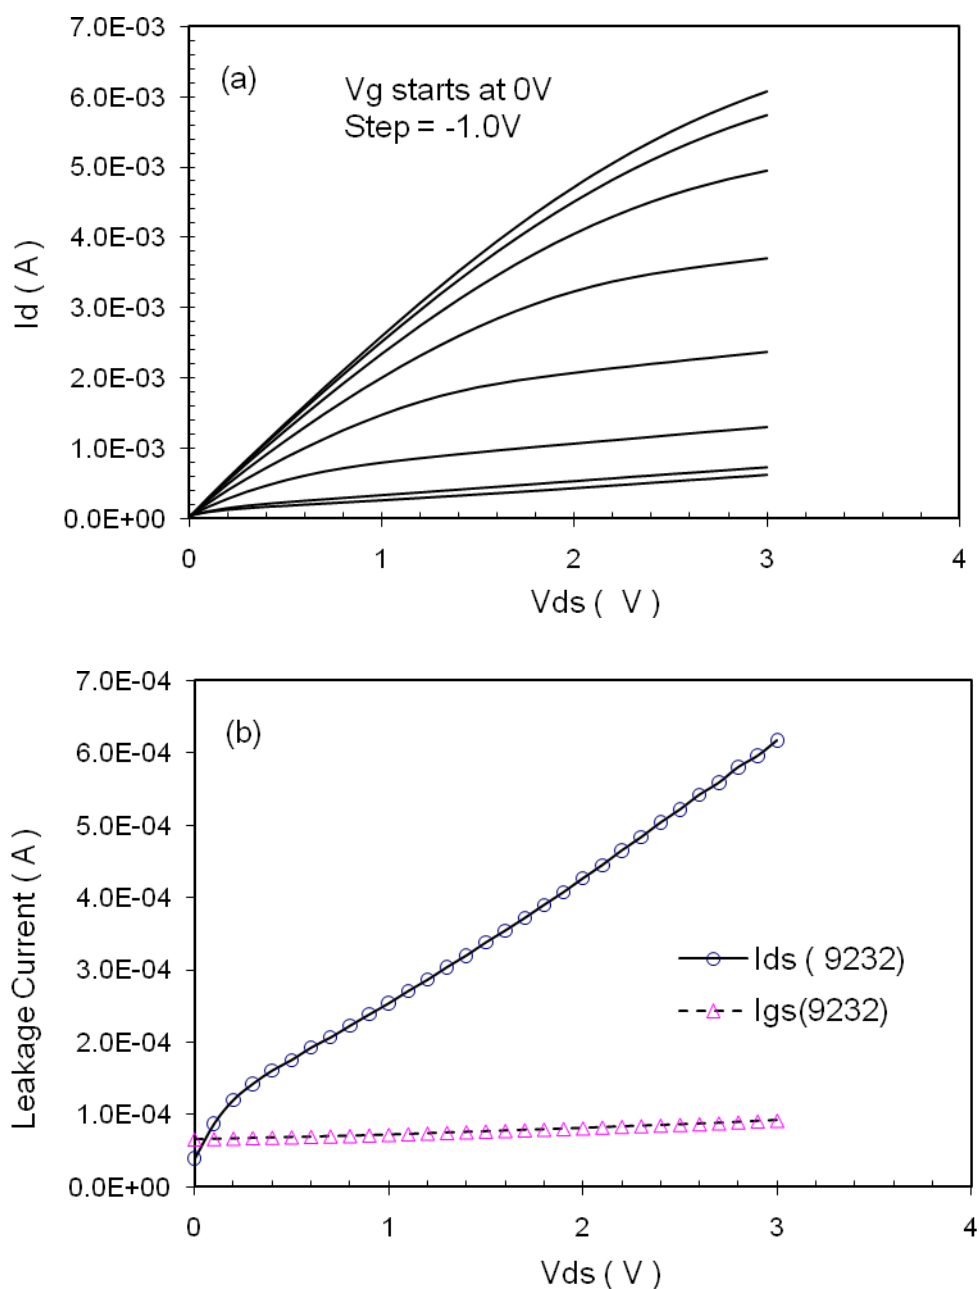 7.0E-03
6.0E-03
5.0E-03
4.0E-03
3.0E-03
2.0E-03
1.0E-03
0.0E+00
Id ( A )
(a)
Vg starts at 0V
Step = -1.0V
0 1 2 3 4
Vds ( V )
7.0E-04
6.0E-04
5.0E-04
4.0E-04
3.0E-04
2.0E-04
1.0E-04
0.0E+00
Leakage Current ( A )
(b)
Ids ( 9232)
Igs(9232)
0 1 2 3 4
Vds ( V )